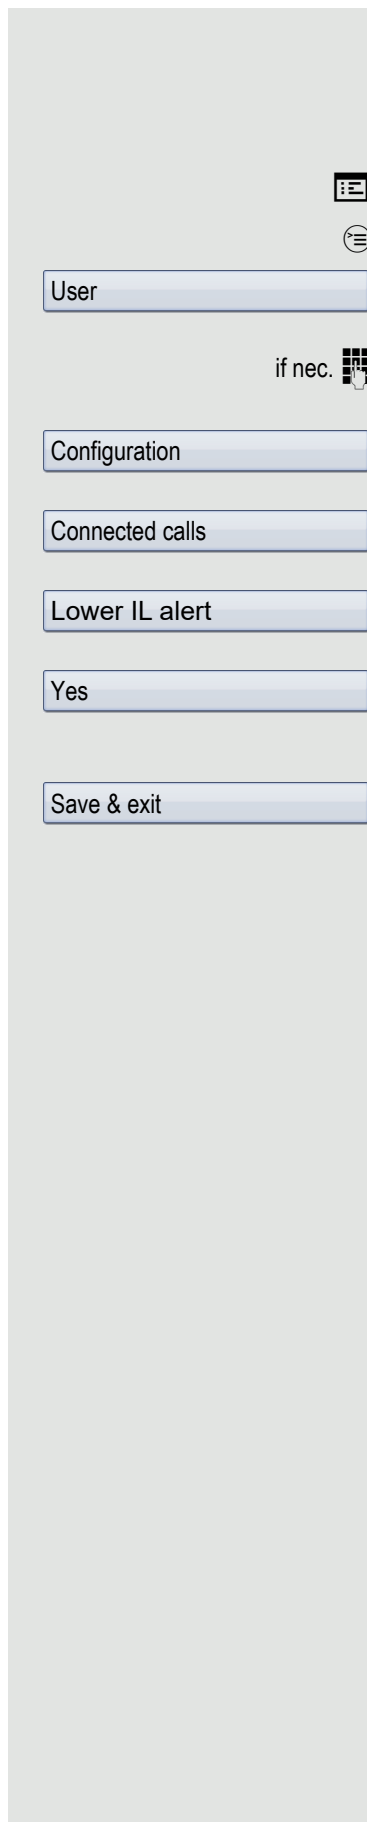 User
if nec.
Configuration
Connected calls
Lower IL alert
Yes
Save & exit